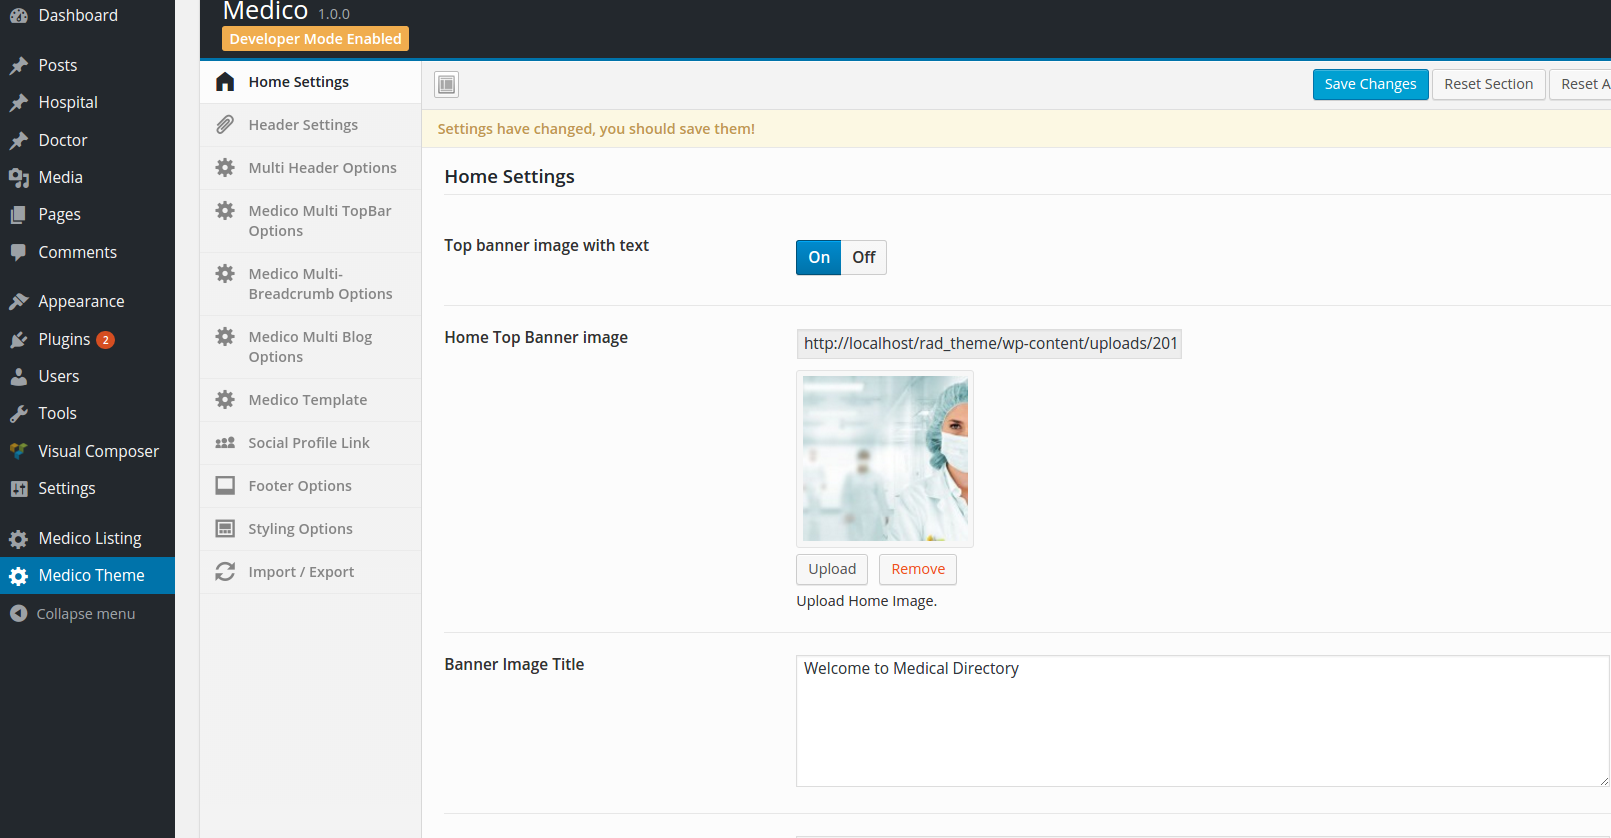 Dashboard
Posts
Hospital
Doctor
Media
Pages
Comments
Appearance
Plugins 2
Users
Tools
Visual Composer
Settings
Medico Listing
Medico Theme
Collapse menu
Medico 1.0.0
Developer Mode Enabled
Home Settings
Header Settings
Multi Header Options
Medico Multi TopBar
Options
Medico Multi-
Breadcrumb Options
Medico Multi Blog
Options
Medico Template
Social Profile Link
Footer Options
Styling Options
Import / Export
Save Changes
Reset Section
Reset A
Settings have changed, you should save them!
Home Settings
Top banner image with text
On Off
Home Top Banner image
http://localhost/rad_theme/wp-content/uploads/201
Upload Remove
Upload Home Image.
Banner Image Title
Welcome to Medical Directory